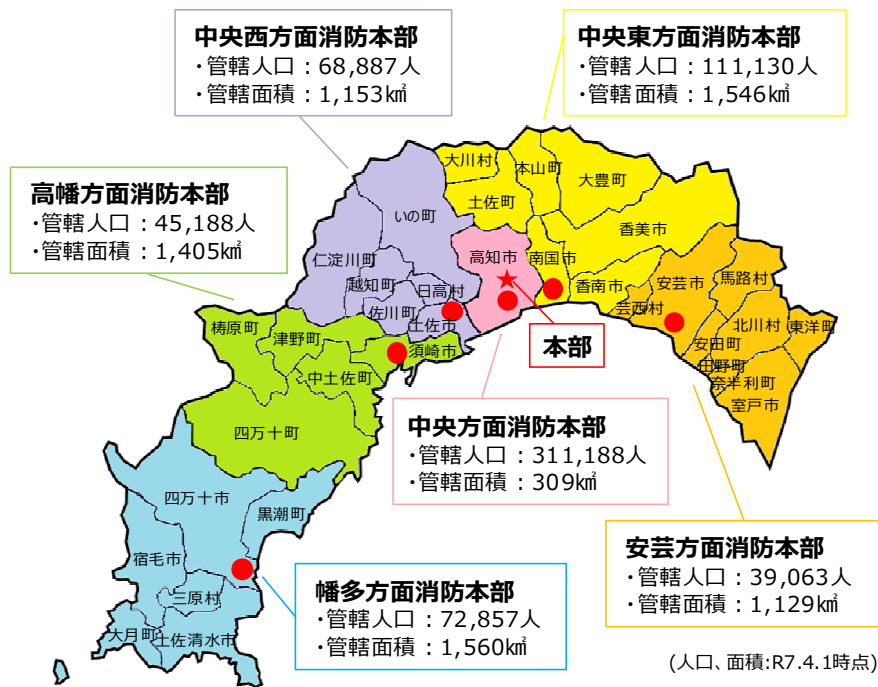 中央西方面消防本部
・管轄人口：68,887人
・管轄面積：1,153㎢
中央東方面消防本部
・管轄人口：111,130人
・管轄面積：1,546㎢
高幡方面消防本部
・管轄人口：45,188人
・管轄面積：1,405㎢
大川村
本山町
大豊町
土佐町
いの町
香美市
高知市
南国市
仁淀川町
越知町
日高村
佐川町
土佐市
香南市
安芸市
馬路村
芸西村
北川村
東洋町
安田町
田野町
奈半利町
室戸市
本部
梼原町
津野町
須崎市
中土佐町
四万十町
中央方面消防本部
・管轄人口：311,188人
・管轄面積：309㎢
四万十市
黒潮町
宿毛市
三原村
大月町
土佐清水市
安芸方面消防本部
・管轄人口：39,063人
・管轄面積：1,129㎢
幡多方面消防本部
・管轄人口：72,857人
・管轄面積：1,560㎢
(人口、面積:R7.4.1時点)